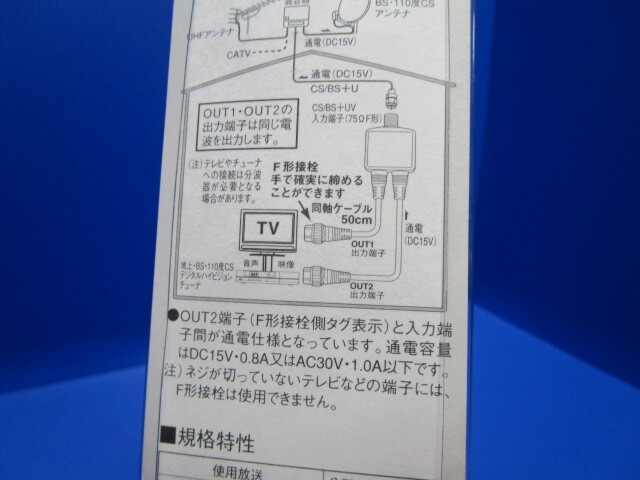 混合器
BS・110度CS
アンテナ
UHFアンテナ
通電(DC15V)
CATV
通電(DC15V)
CS/BS+U
OUT1・OUT2の
出力端子は同じ電
波を出力します。
CS/BS+UV
入力端子(75ΩF形)
(注)テレビやチューナ
への接続は分波
器が必要となる
場合があります。
F形接栓
手で確実に締める
ことができます
同軸ケーブル
50cm
通電
(DC15V)
TV
OUT1
出力端子
音声 映像
地上・BS・110度CS
デジタルハイビジョン
チューナ
OUT2
出力端子
●OUT2端子(F形接栓側タグ表示)と入力端
子間が通電仕様となっています。通電容量
はDC15V・0.8A又はAC30V・1.0A以下です。
注)ネジが切っていないテレビなどの端子には、
F形接栓は使用できません。
■規格特性
使用放送